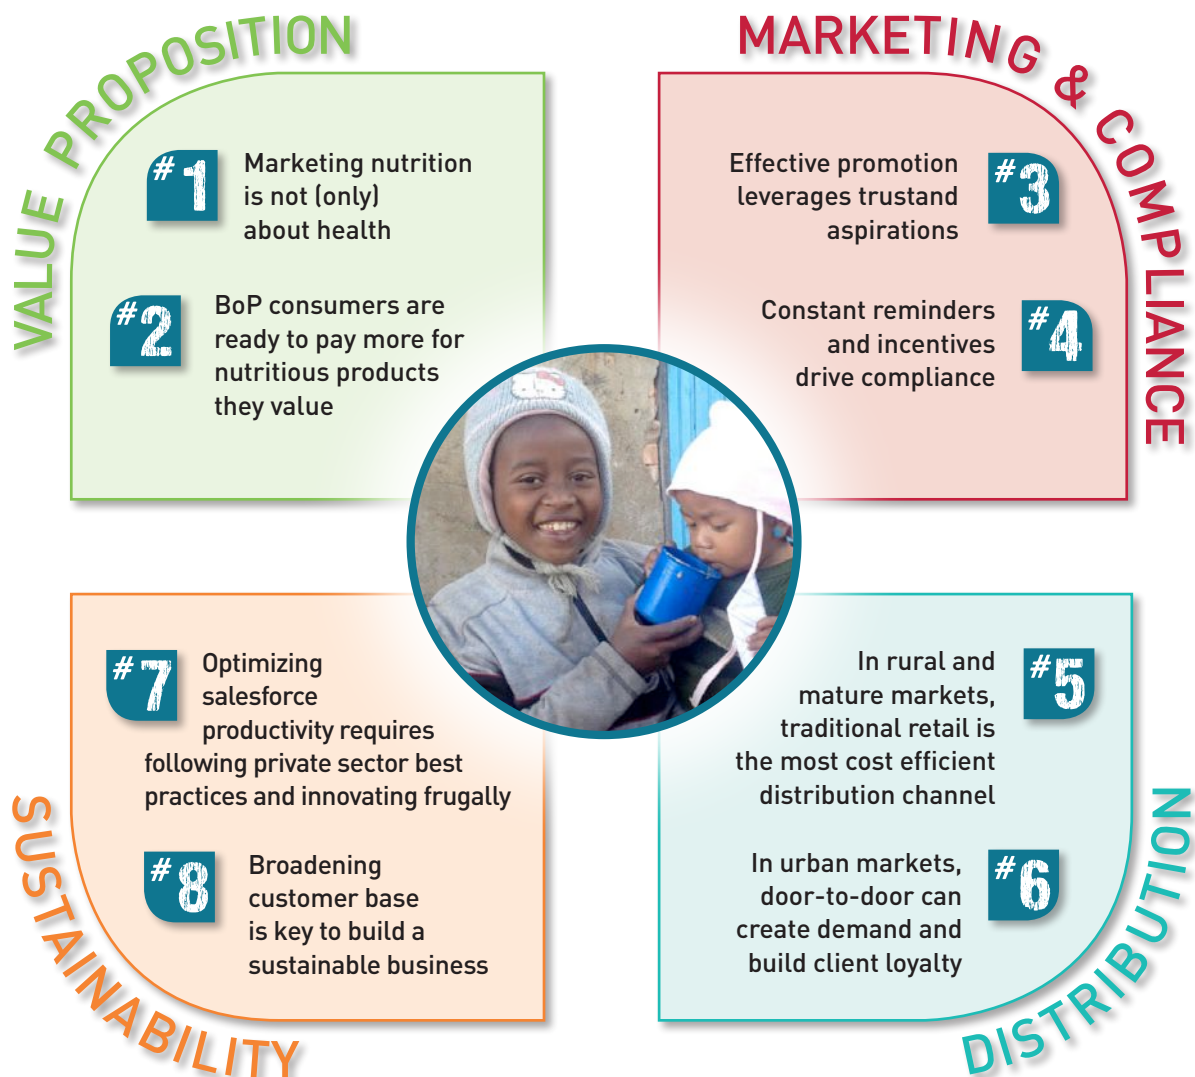 VALUE PROPOSITION
#1
Marketing nutrition
is not (only)
about health
#2
BoP consumers are
ready to pay more for
nutritious products
they value
MARKETING & COMPLIANCE
Effective promotion
leverages trustand
aspirations
#3
Constant reminders
and incentives
drive compliance
#4
In rural and
mature markets,
traditional retail is
the most cost efficient
distribution channel
#5
In urban markets,
door-to-door can
create demand and
build client loyalty
#6
DISTRIBUTION
#7
Optimizing
salesforce
productivity requires
following private sector best
practices and innovating frugally
#8
Broadening
customer base
is key to build a
sustainable business
SUSTAINABILITY